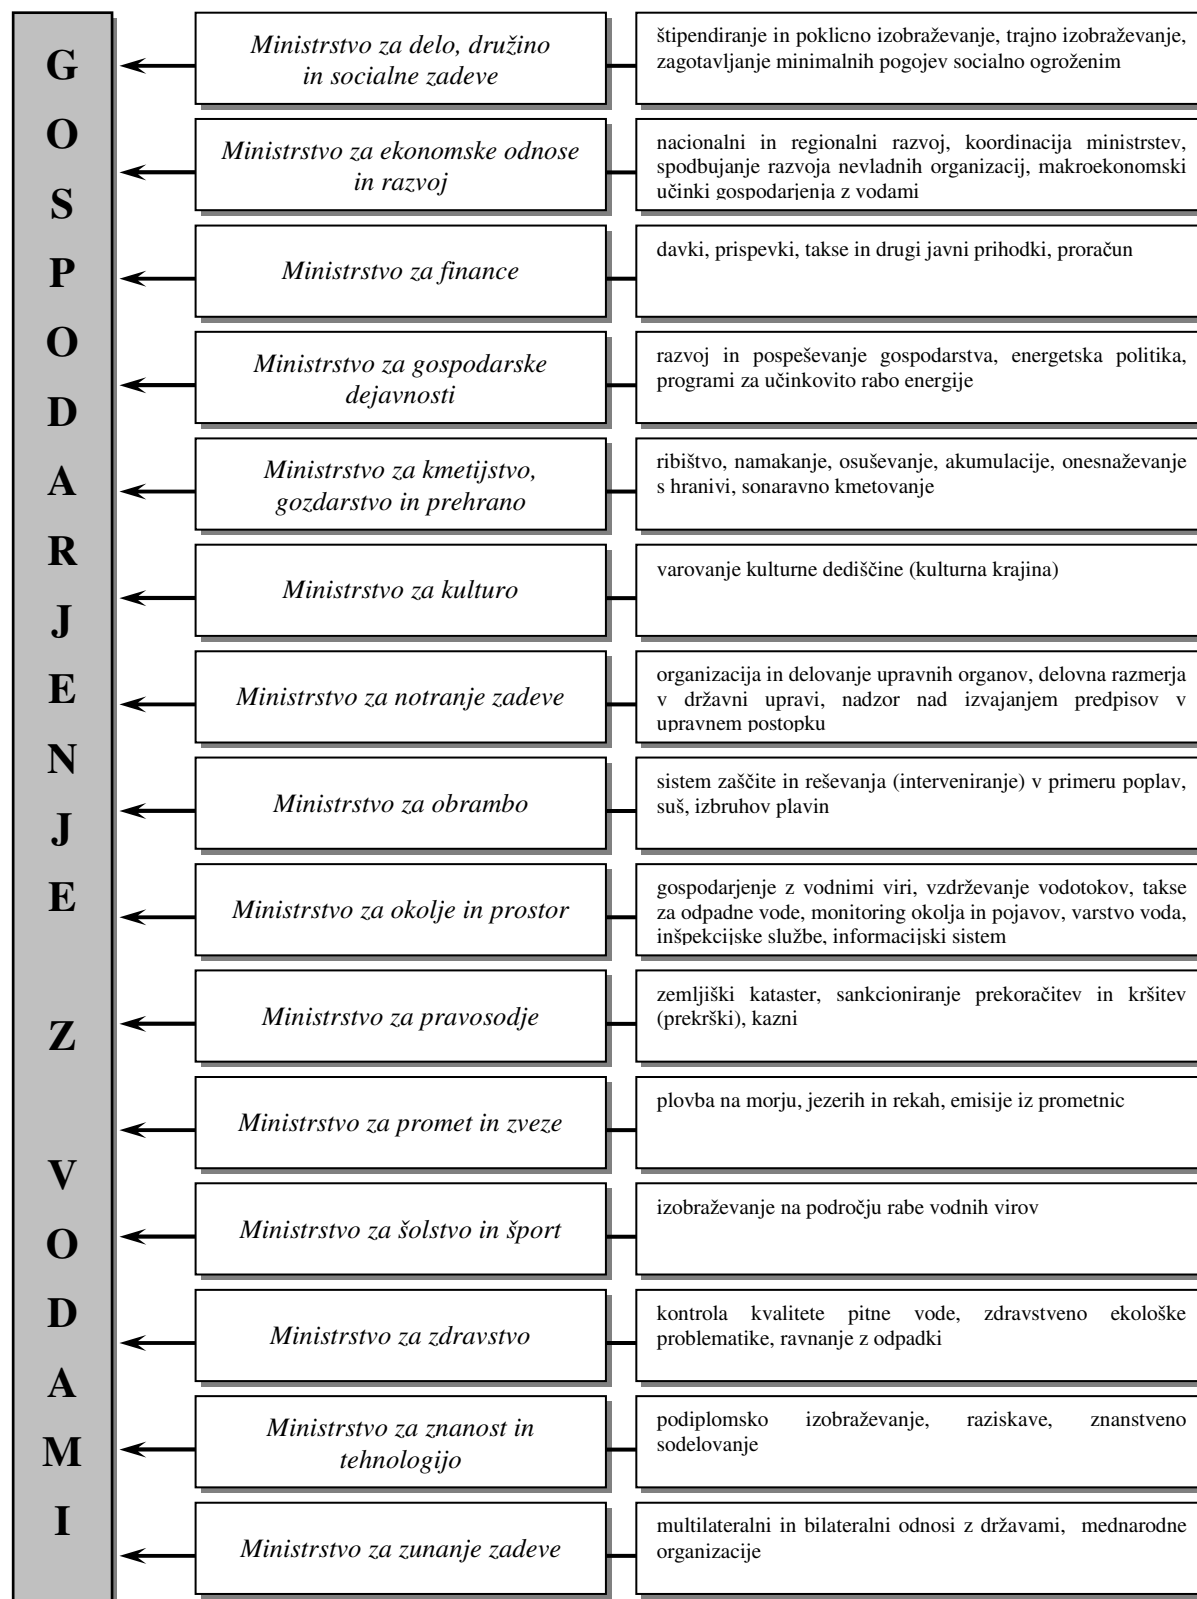 GOSPODARJENJE Z VODAMI
Ministrstvo za delo, družino
in socialne zadeve
štipendiranje in poklicno izobraževanje, trajno izobraževanje,
zagotavljanje minimalnih pogojev socialno ogroženim
Ministrstvo za ekonomske odnose
in razvoj
nacionalni in regionalni razvoj, koordinacija ministrstev,
spodbujanje razvoja nevladnih organizacij, makroekonomski
učinki gospodarjenja z vodami
Ministrstvo za finance
davki, prispevki, takse in drugi javni prihodki, proračun
Ministrstvo za gospodarske
dejavnosti
razvoj in pospeševanje gospodarstva, energetska politika,
programi za učinkovito rabo energije
Ministrstvo za kmetijstvo,
gozdarstvo in prehrano
ribištvo, namakanje, osuševanje, akumulacije, onesnaževanje
s hranivi, sonaravno kmetovanje
Ministrstvo za kulturo
varovanje kulturne dediščine (kulturna krajina)
Ministrstvo za notranje zadeve
organizacija in delovanje upravnih organov, delovna razmerja
v državni upravi, nadzor nad izvajanjem predpisov v
upravnem postopku
Ministrstvo za obrambo
sistem zaščite in reševanja (interveniranje) v primeru poplav,
suš, izbruhov plavin
Ministrstvo za okolje in prostor
gospodarjenje z vodnimi viri, vzdrževanje vodotokov, takse
za odpadne vode, monitoring okolja in pojavov, varstvo voda,
inšpekcijske službe, informacijski sistem
Ministrstvo za pravosodje
zemljiški kataster, sankcioniranje prekoračitev in kršitev
(prekrški), kazni
Ministrstvo za promet in zveze
plovba na morju, jezerih in rekah, emisije iz prometnic
Ministrstvo za šolstvo in šport
izobraževanje na področju rabe vodnih virov
Ministrstvo za zdravstvo
kontrola kvalitete pitne vode, zdravstveno ekološke
problematike, ravnanje z odpadki
Ministrstvo za znanost in
tehnologijo
podiplomsko izobraževanje, raziskave, znanstveno
sodelovanje
Ministrstvo za zunanje zadeve
multilateralni in bilateralni odnosi z državami, mednarodne
organizacije